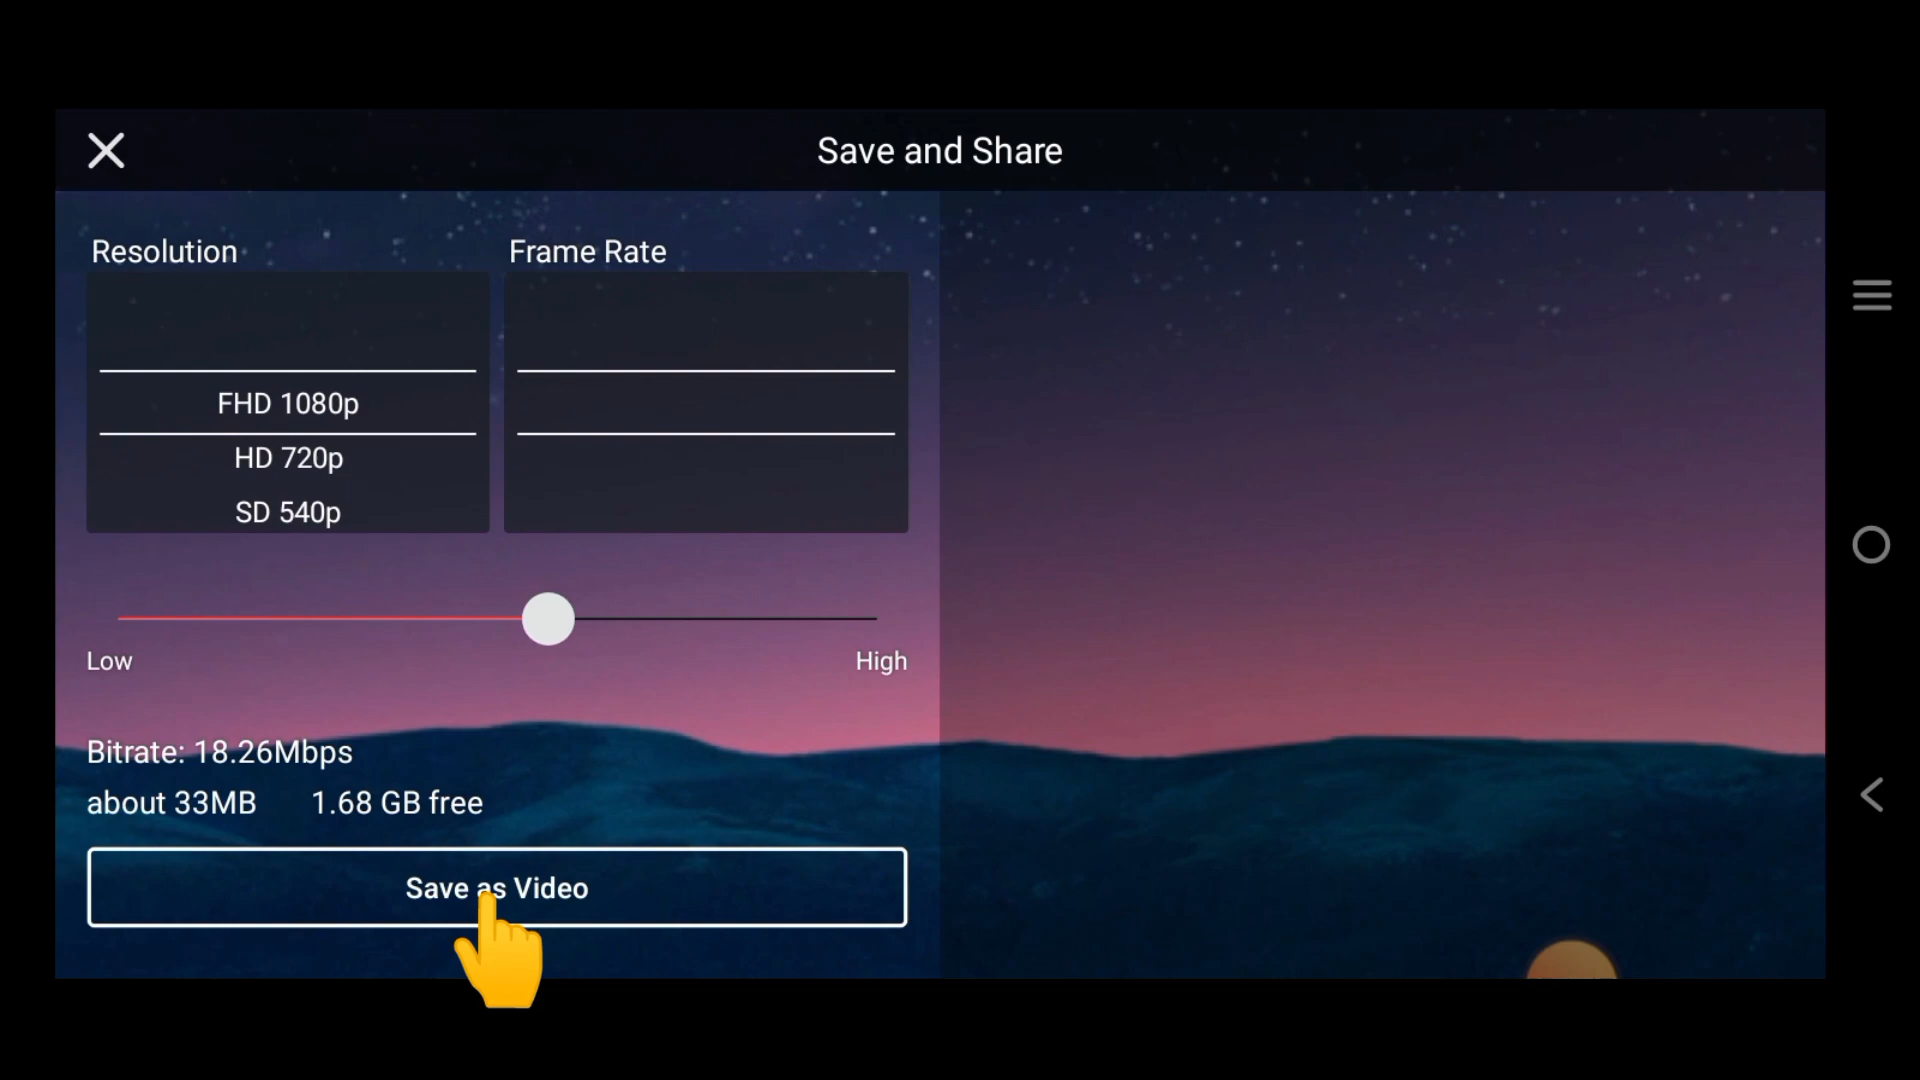 Save and Share
Resolution
Frame Rate
FHD 1080p
HD 720p
SD 540p
Low
High
Bitrate: 18.26Mbps
about 33MB 1.68 GB free
Save as Video